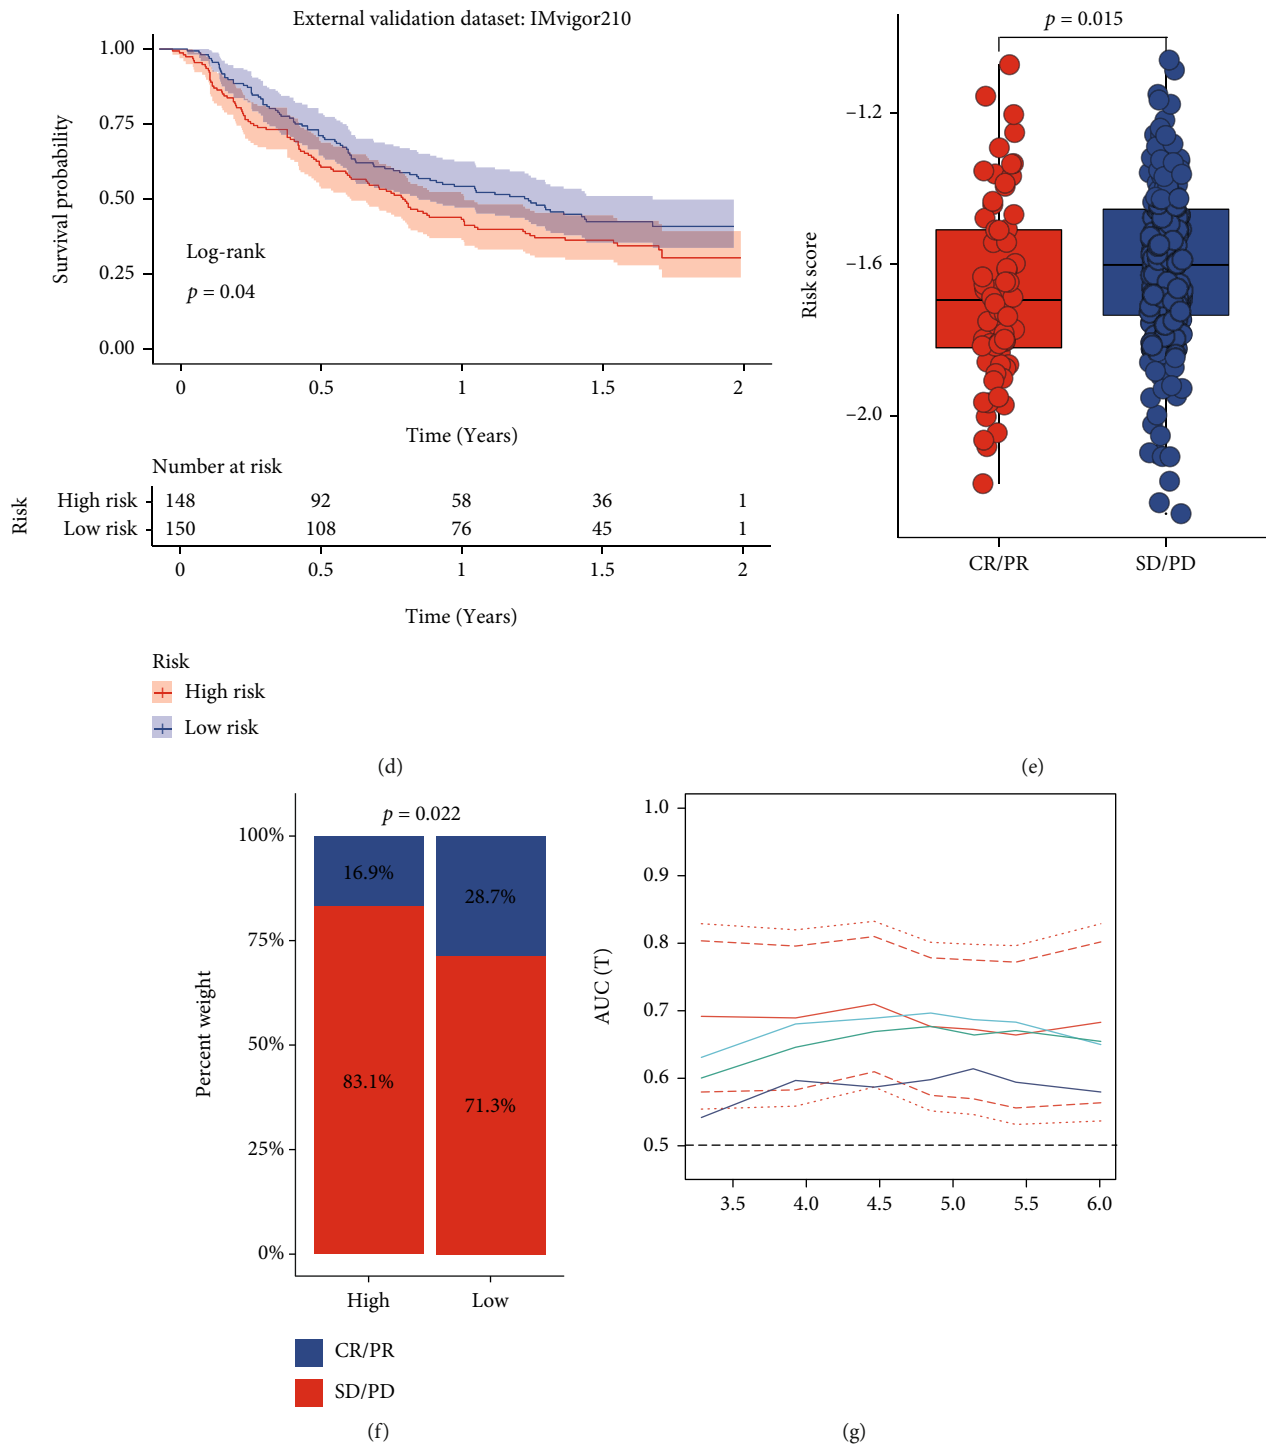 External validation dataset: IMvigor210
1.00
0.75
0.50
0.25
0.00
Survival probability
Log-rank
p = 0.04
0 0.5 1 1.5 2
Time (Years)
Number at risk
Risk
High risk 148 92 58 36 1
Low risk 150 108 76 45 1
0 0.5 1 1.5 2
Time (Years)
Risk
High risk
Low risk
(d)
p = 0.015
−1.2
−1.6
−2.0
Risk score
CR/PR SD/PD
(e)
p = 0.022
100%
75%
50%
25%
0%
Percent weight
16.9%
28.7%
83.1%
71.3%
High Low
CR/PR
SD/PD
(f)
1.0
0.9
0.8
0.7
0.6
0.5
AUC (T)
3.5 4.0 4.5 5.0 5.5 6.0
(g)